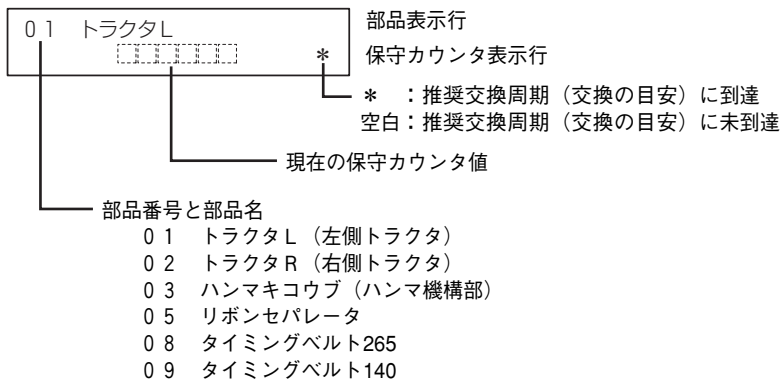 01 トラクタL
部品表示行
*
保守カウンタ表示行
* ：推奨交換周期（交換の目安）に到達
空白：推奨交換周期（交換の目安）に未到達
現在の保守カウンタ値
部品番号と部品名
01 トラクタL（左側トラクタ）
02 トラクタR（右側トラクタ）
03 ハンマキコウブ（ハンマ機構部）
05 リボンセパレータ
08 タイミングベルト265
09 タイミングベルト140